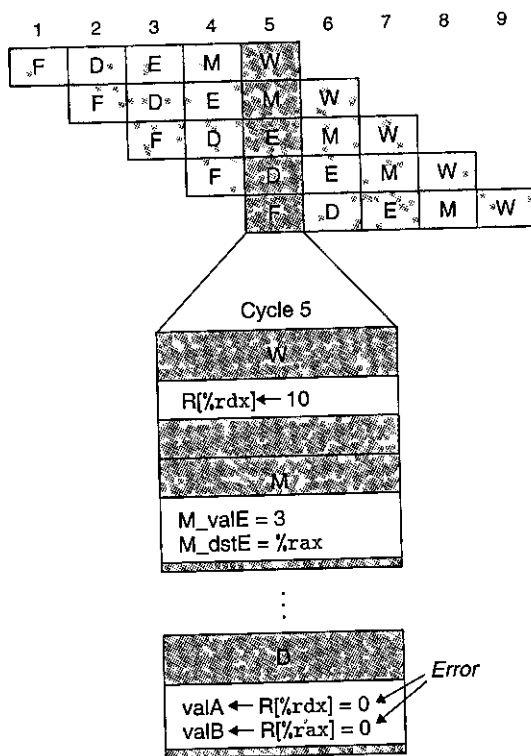 1 2 3 4 5 6 7 8 9
F D E M W
F D E M W
F D E M W
F D E M W
F D E M W
Cycle 5
W
R[%rdx] ← 10
M
M_valE = 3
M_dstE = %rax
⋮
D
Error
valA ← R[%rdx] = 0
valB ← R[%rax] = 0